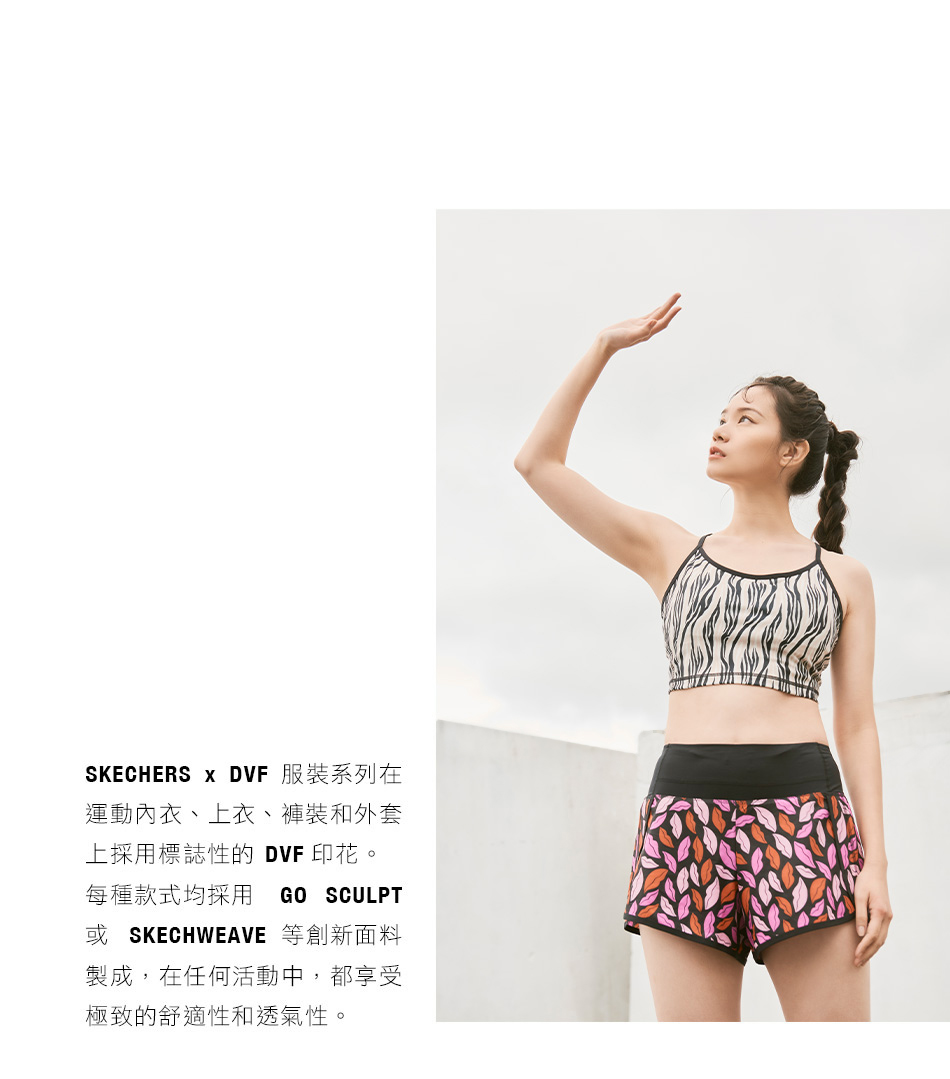 SKECHERS x DVF 服裝系列在
運動內衣、上衣、褲裝和外套
上採用標誌性的 DVF 印花。
每種款式均採用 GO SCULPT
或 SKECHWEAVE 等創新面料
製成，在任何活動中，都享受
極致的舒適性和透氣性。